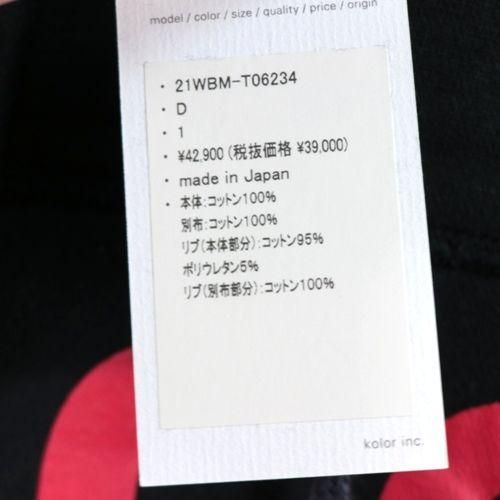 model / color / size / quality / price / origin
・ 21WBM-T06234
・ D
・ 1
・ ¥42,900 (税抜価格 ¥39,000)
・ made in Japan
・ 本体:コットン100%
別布:コットン100%
リブ(本体部分):コットン95%
ポリウレタン5%
リブ(別布部分):コットン100%
kolor inc.